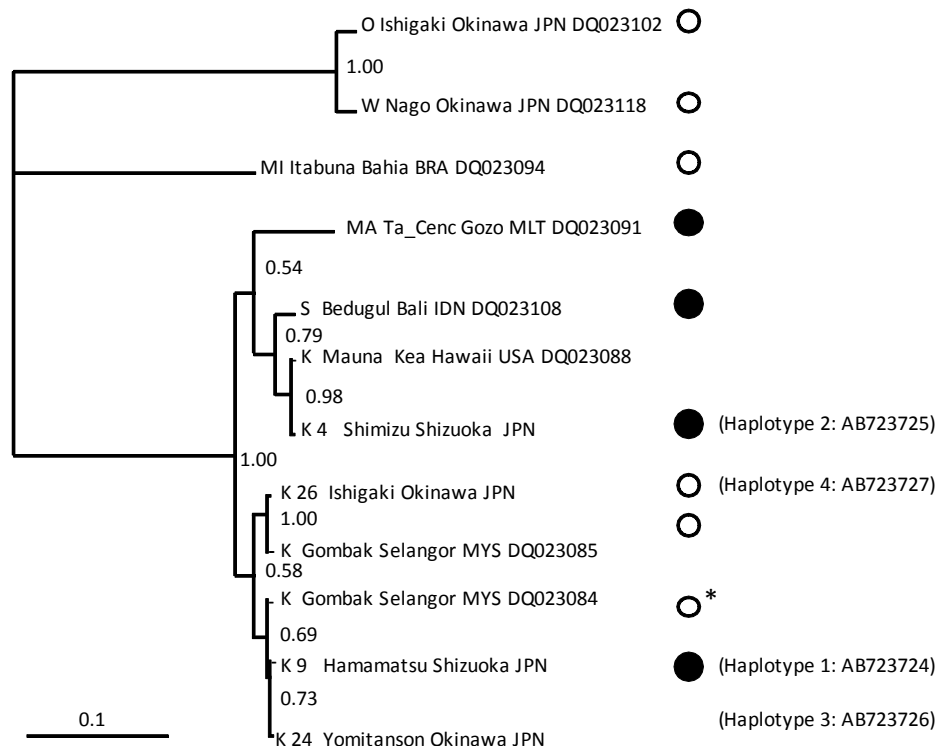 O Ishigaki Okinawa JPN DQ023102
1.00
W Nago Okinawa JPN DQ023118
MI Itabuna Bahia BRA DQ023094
MA Ta_Cenc Gozo MLT DQ023091
0.54
S Bedugul Bali IDN DQ023108
0.79
K Mauna Kea Hawaii USA DQ023088
0.98
K 4 Shimizu Shizuoka JPN (Haplotype 2: AB723725)
1.00
K 26 Ishigaki Okinawa JPN (Haplotype 4: AB723727)
1.00
K Gombak Selangor MYS DQ023085
0.58
K Gombak Selangor MYS DQ023084 *
0.69
K 9 Hamamatsu Shizuoka JPN (Haplotype 1: AB723724)
0.73
0.1
K 24 Yomitanson Okinawa JPN (Haplotype 3: AB723726)